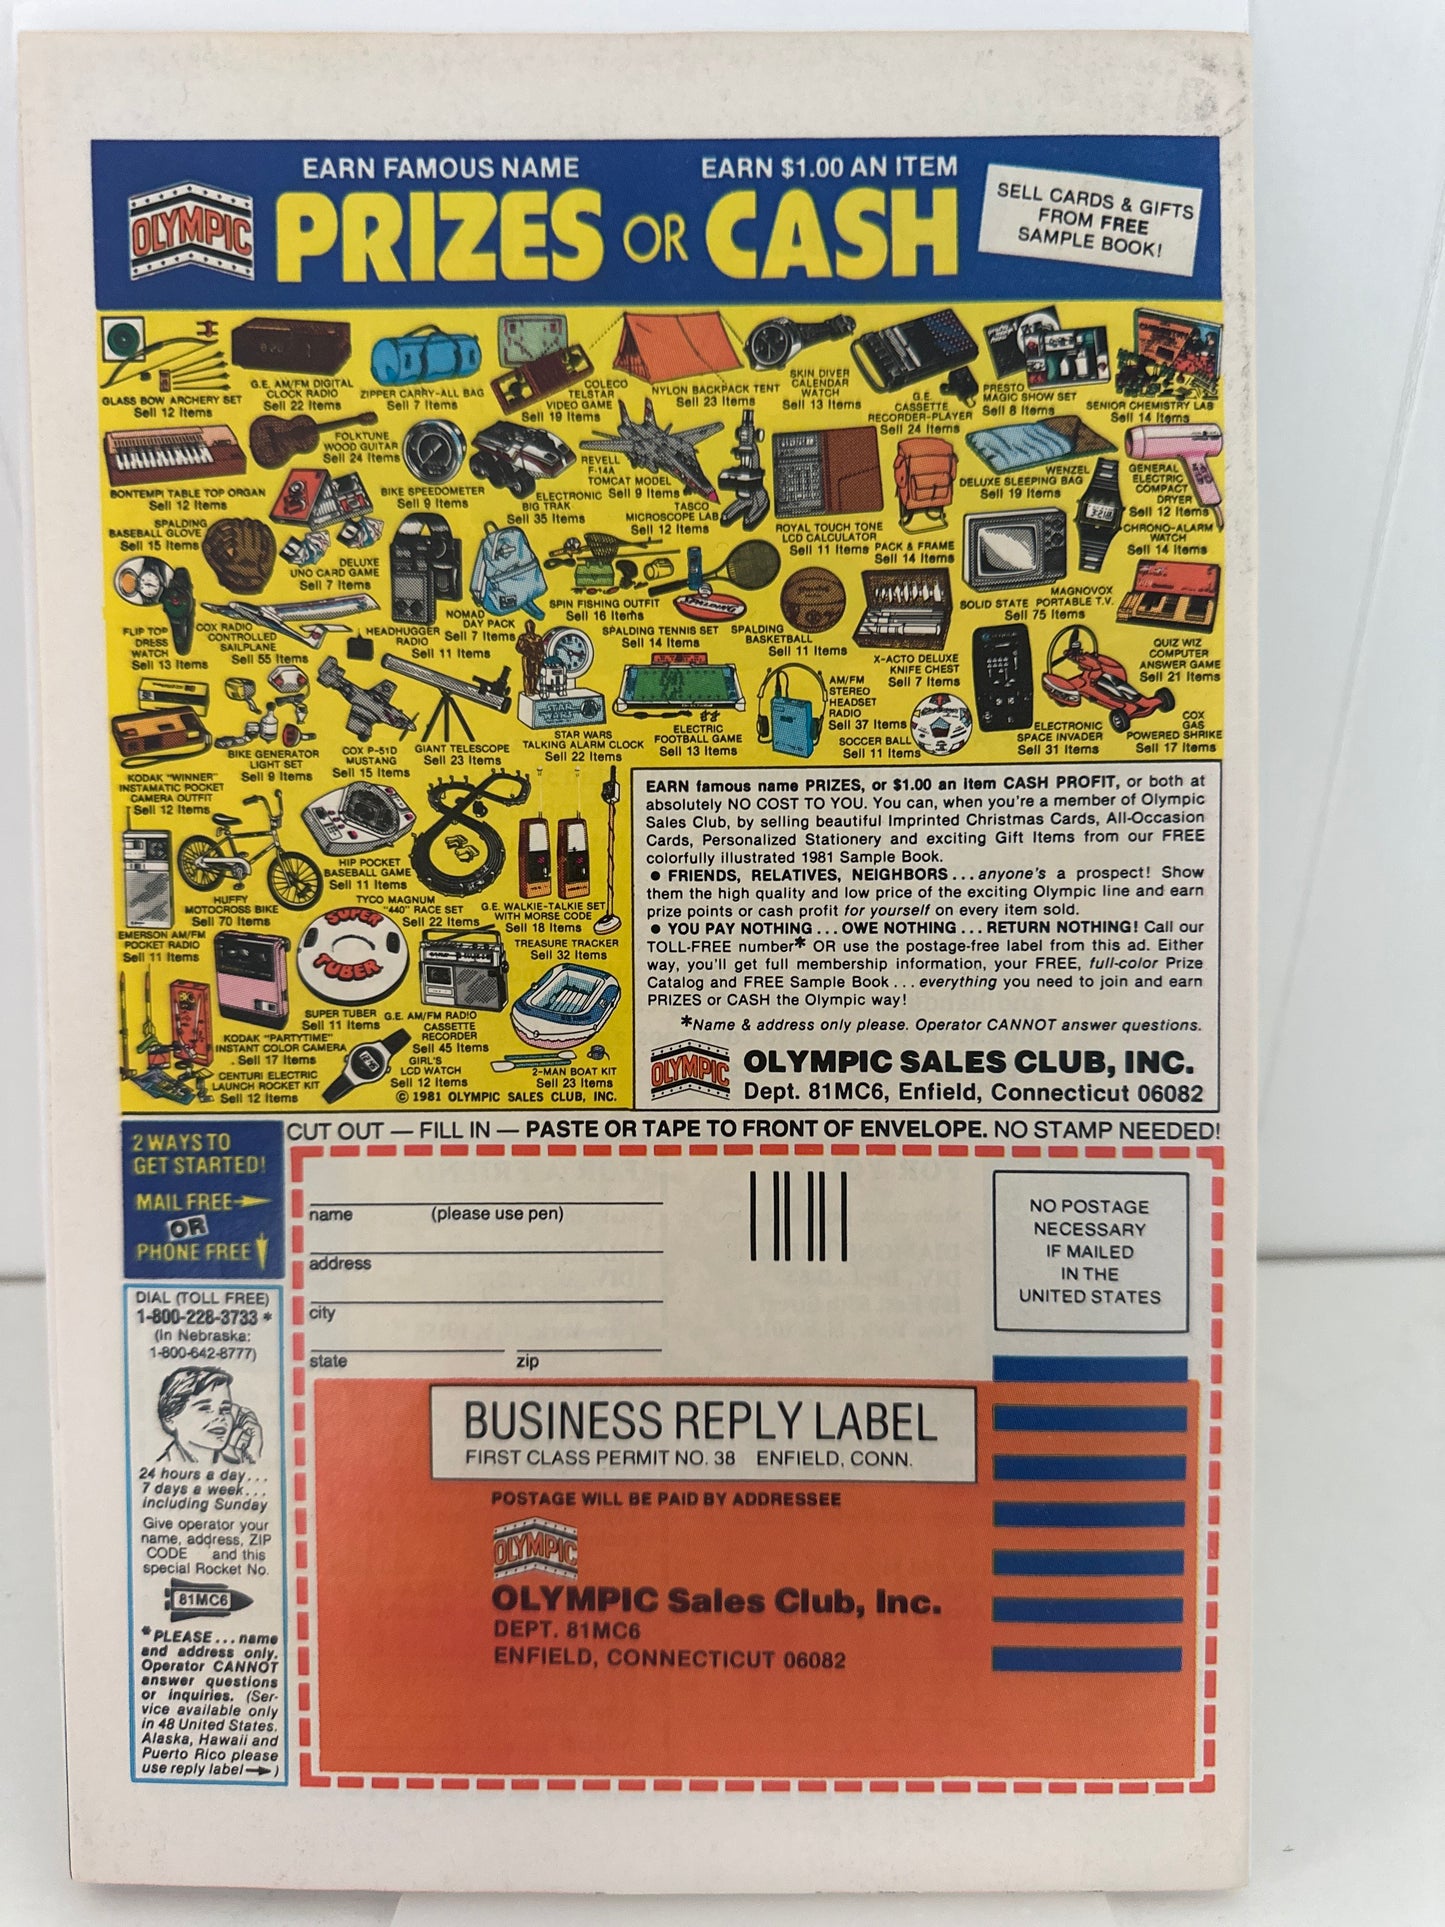 EARN FAMOUS NAME
PRIZES OR CASH
EARN $1.00 AN ITEM
OLYMPIC
SELL CARDS & GIFTS
FROM FREE
SAMPLE BOOK!
GLASS BOW ARCHERY SET
Sell 12 Items
G.E. AM/FM DIGITAL
CLOCK RADIO
Sell 22 Items
ZIPPER CARRY-ALL BAG
Sell 7 Items
COLECO
TELSTAR
VIDEO GAME
Sell 19 Items
NYLON BACKPACK TENT
Sell 23 Items
SKIN DIVER
CALENDAR
WATCH
Sell 13 Items
G.E.
CASSETTE
RECORDER-PLAYER
Sell 24 Items
PRESTO
MAGIC SHOW SET
Sell 8 Items
SENIOR CHEMISTRY LAB
Sell 14 Items
BONTEMPI TABLE TOP ORGAN
Sell 12 Items
FOLKTUNE
WOOD GUITAR
Sell 24 Items
BIKE SPEEDOMETER
Sell 9 Items
ELECTRONIC
BIG TRAK
Sell 35 Items
REVELL
F-14A
TOMCAT MODEL
Sell 9 Items
TASCO
MICROSCOPE LAB
Sell 12 Items
ROYAL TOUCH TONE
LCD CALCULATOR
Sell 11 Items
PACK & FRAME
Sell 14 Items
WENZEL
DELUXE SLEEPING BAG
Sell 19 Items
GENERAL
ELECTRIC
COMPACT
DRYER
Sell 12 Items
CHRONO-ALARM
WATCH
Sell 14 Items
SPALDING
BASEBALL GLOVE
Sell 15 Items
DELUXE
UNO CARD GAME
Sell 7 Items
HEADHUGGER
RADIO
Sell 11 Items
NOMAD
DAY PACK
Sell 7 Items
SPIN FISHING OUTFIT
Sell 16 Items
SPALDING
SPALDING TENNIS SET
Sell 14 Items
SPALDING
BASKETBALL
Sell 11 Items
X-ACTO DELUXE
KNIFE CHEST
Sell 7 Items
MAGNOVOX
SOLID STATE PORTABLE T.V.
Sell 75 Items
QUIZ WIZ
COMPUTER
ANSWER GAME
Sell 21 Items
FLIP TOP
DRESS
WATCH
Sell 13 Items
COX RADIO
CONTROLLED
SAILPLANE
Sell 55 Items
KODAK "WINNER"
INSTAMATIC POCKET
CAMERA OUTFIT
Sell 12 Items
BIKE GENERATOR
LIGHT SET
Sell 9 Items
COX P-51D
MUSTANG
Sell 15 Items
GIANT TELESCOPE
Sell 23 Items
STAR
WARS
STAR WARS
TALKING ALARM CLOCK
Sell 22 Items
ELECTRIC
FOOTBALL GAME
Sell 13 Items
AM/FM
STEREO
HEADSET
RADIO
Sell 37 Items
SOCCER BALL
Sell 11 Items
ELECTRONIC
SPACE INVADER
Sell 31 Items
COX
GAS
POWERED SHRIKE
Sell 17 Items
EMERSON AM/FM
POCKET RADIO
Sell 11 Items
HUFFY
MOTOCROSS BIKE
Sell 70 Items
HIP POCKET
BASEBALL GAME
Sell 11 Items
TYCO MAGNUM
"440" RACE SET
Sell 22 Items
G.E. WALKIE-TALKIE SET
WITH MORSE CODE
Sell 18 Items
TREASURE TRACKER
Sell 32 Items
SUPER
TUBER
SUPER TUBER
Sell 11 Items
KODAK "PARTYTIME"
INSTANT COLOR CAMERA
Sell 17 Items
G.E. AM/FM RADIO
CASSETTE
RECORDER
Sell 45 Items
CENTURI ELECTRIC
LAUNCH ROCKET KIT
Sell 12 Items
GIRL'S
LCD WATCH
Sell 12 Items
2-MAN BOAT KIT
Sell 23 Items
© 1981 OLYMPIC SALES CLUB, INC.
EARN famous name PRIZES, or $1.00 an item CASH PROFIT, or both at
absolutely NO COST TO YOU. You can, when you're a member of Olympic
Sales Club, by selling beautiful Imprinted Christmas Cards, All-Occasion
Cards, Personalized Stationery and exciting Gift Items from our FREE
colorfully illustrated 1981 Sample Book.
• FRIENDS, RELATIVES, NEIGHBORS...anyone's a prospect! Show
them the high quality and low price of the exciting Olympic line and earn
prize points or cash profit for yourself on every item sold.
• YOU PAY NOTHING...OWE NOTHING...RETURN NOTHING! Call our
TOLL-FREE number* OR use the postage-free label from this ad. Either
way, you'll get full membership information, your FREE, full-color Prize
Catalog and FREE Sample Book...everything you need to join and earn
PRIZES or CASH the Olympic way!
*Name & address only please. Operator CANNOT answer questions.
OLYMPIC
OLYMPIC SALES CLUB, INC.
Dept. 81MC6, Enfield, Connecticut 06082
CUT OUT — FILL IN — PASTE OR TAPE TO FRONT OF ENVELOPE. NO STAMP NEEDED!
2 WAYS TO
GET STARTED!
MAIL FREE
OR
PHONE FREE
DIAL (TOLL FREE)
1-800-228-3733 *
(In Nebraska:
1-800-642-8777)
24 hours a day...
7 days a week...
including Sunday
Give operator your
name, address, ZIP
CODE and this
special Rocket No.
81MC6
*PLEASE...name
and address only.
Operator CANNOT
answer questions
or inquiries. (Ser-
vice available only
in 48 United States.
Alaska, Hawaii and
Puerto Rico please
use reply label→)
name (please use pen)
address
city
state zip
NO POSTAGE
NECESSARY
IF MAILED
IN THE
UNITED STATES
BUSINESS REPLY LABEL
FIRST CLASS PERMIT NO. 38 ENFIELD, CONN.
POSTAGE WILL BE PAID BY ADDRESSEE
OLYMPIC
OLYMPIC Sales Club, Inc.
DEPT. 81MC6
ENFIELD, CONNECTICUT 06082